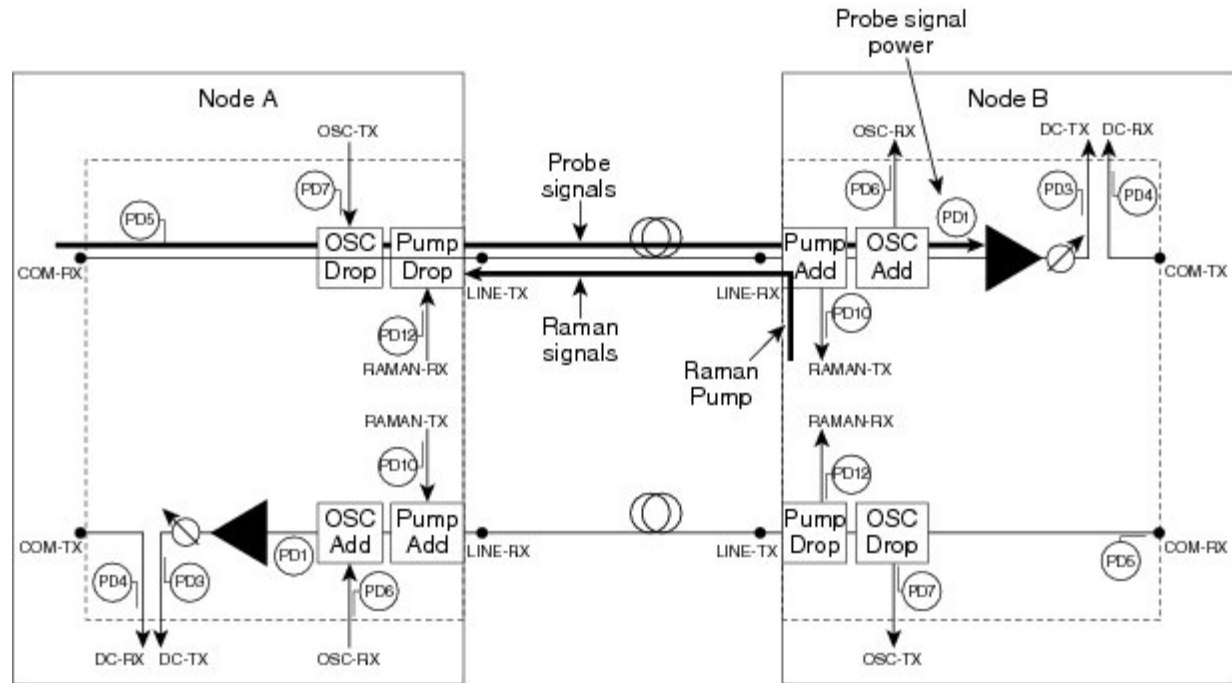 Probe signal
power
Node A
Node B
OSC-TX
OSC-RX
DC-TX
DC-RX
Probe
signals
PD7
PD6
PD3
PD4
PD5
PD1
OSC
Drop
Pump
Drop
Pump
Add
OSC
Add
COM-RX
LINE-TX
LINE-RX
COM-TX
PD12
PD10
Raman
signals
RAMAN-RX
Raman
Pump
RAMAN-TX
RAMAN-TX
RAMAN-RX
PD10
PD12
OSC
Add
Pump
Add
Pump
Drop
OSC
Drop
COM-TX
PD1
LINE-RX
LINE-TX
PD5
COM-RX
PD4
PD3
PD6
PD7
DC-RX
DC-TX
OSC-RX
OSC-TX